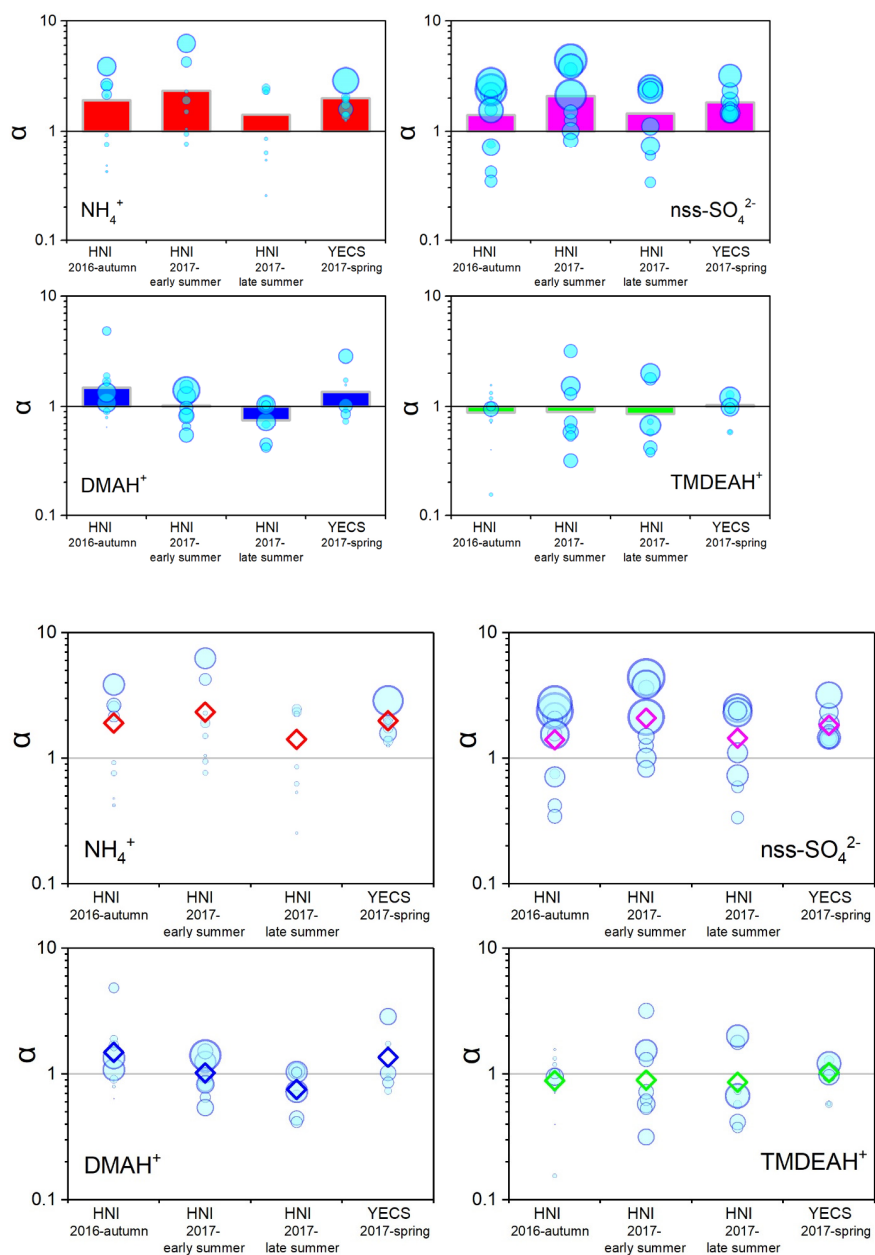 10
1
0.1
α
NH₄⁺
HNI
2016-autumn
HNI
2017-
early summer
HNI
2017-
late summer
YECS
2017-spring
10
1
0.1
α
nss-SO₄²⁻
HNI
2016-autumn
HNI
2017-
early summer
HNI
2017-
late summer
YECS
2017-spring
10
1
0.1
α
DMAH⁺
HNI
2016-autumn
HNI
2017-
early summer
HNI
2017-
late summer
YECS
2017-spring
10
1
0.1
α
TMDEAH⁺
HNI
2016-autumn
HNI
2017-
early summer
HNI
2017-
late summer
YECS
2017-spring
10
1
0.1
α
NH₄⁺
HNI
2016-autumn
HNI
2017-
early summer
HNI
2017-
late summer
YECS
2017-spring
10
1
0.1
α
nss-SO₄²⁻
HNI
2016-autumn
HNI
2017-
early summer
HNI
2017-
late summer
YECS
2017-spring
10
1
0.1
α
DMAH⁺
HNI
2016-autumn
HNI
2017-
early summer
HNI
2017-
late summer
YECS
2017-spring
10
1
0.1
α
TMDEAH⁺
HNI
2016-autumn
HNI
2017-
early summer
HNI
2017-
late summer
YECS
2017-spring